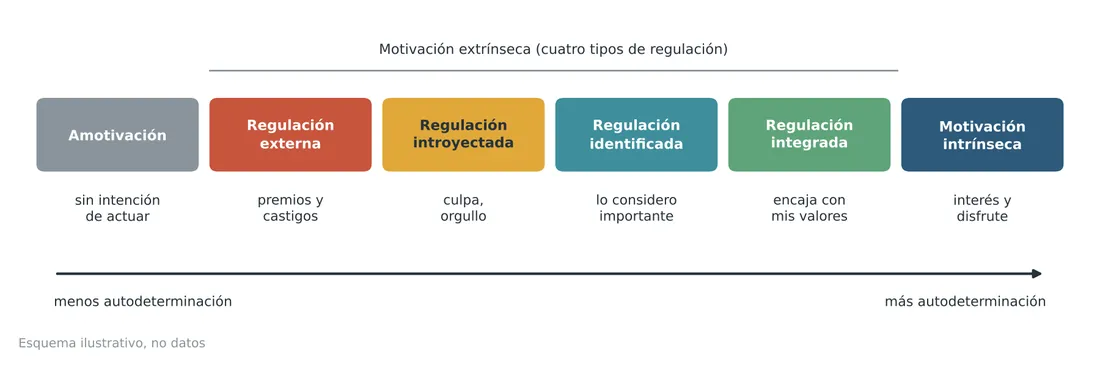 Motivación extrínseca (cuatro tipos de regulación)
Amotivación
Regulación
externa
Regulación
introyectada
Regulación
identificada
Regulación
integrada
Motivación
intrínseca
sin intención
de actuar
premios y
castigos
culpa,
orgullo
lo considero
importante
encaja con
mis valores
interés y
disfrute
menos autodeterminación
más autodeterminación
Esquema ilustrativo, no datos